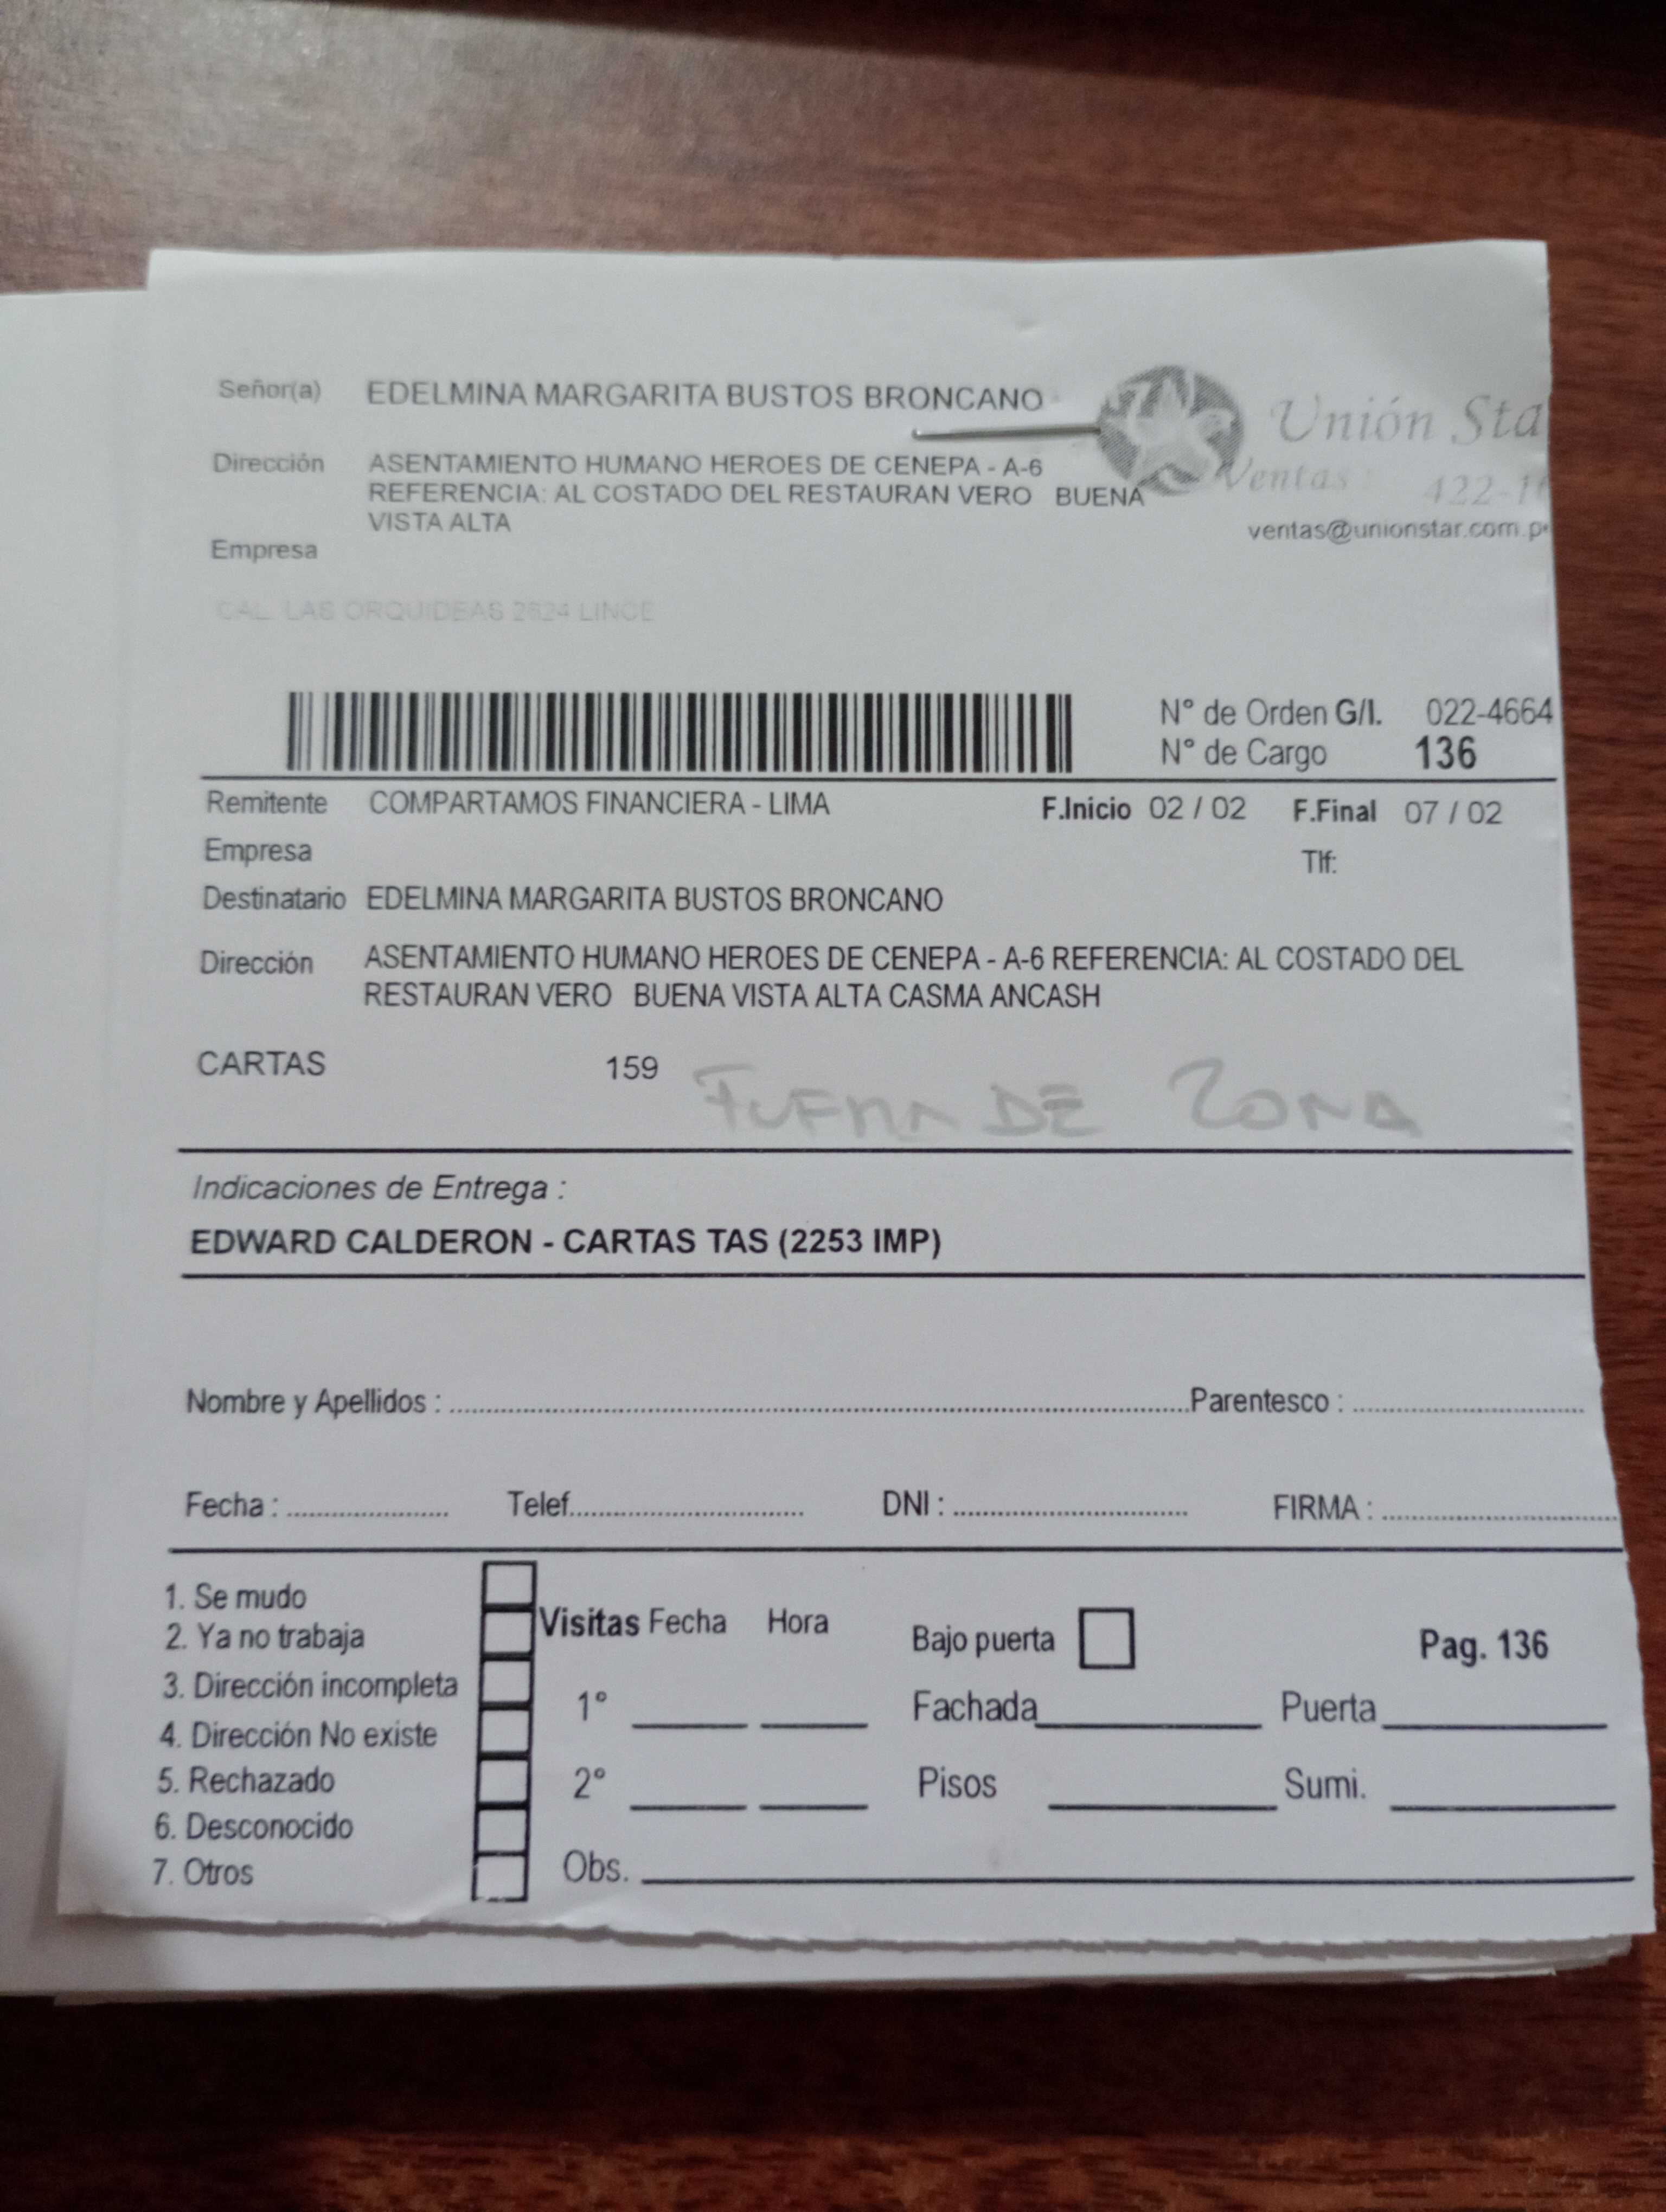 Señor(a) EDELMINA MARGARITA BUSTOS BRONCANO
Unión Sta
Dirección ASENTAMIENTO HUMANO HEROES DE CENEPA - A-6
REFERENCIA: AL COSTADO DEL RESTAURAN VERO BUENA
VISTA ALTA
Ventas: 422-1
ventas@unionstar.com.p
Empresa
CAL. LAS ORQUIDEAS 2624 LINCE
N° de Orden G/I. 022-4664
N° de Cargo 136
Remitente COMPARTAMOS FINANCIERA - LIMA F.Inicio 02 / 02 F.Final 07 / 02
Empresa Tlf:
Destinatario EDELMINA MARGARITA BUSTOS BRONCANO
Dirección ASENTAMIENTO HUMANO HEROES DE CENEPA - A-6 REFERENCIA: AL COSTADO DEL
RESTAURAN VERO BUENA VISTA ALTA CASMA ANCASH
CARTAS 159 FUERA DE ZONA
Indicaciones de Entrega :
EDWARD CALDERON - CARTAS TAS (2253 IMP)
Nombre y Apellidos : Parentesco :
Fecha : Telef. DNI : FIRMA :
1. Se mudo
2. Ya no trabaja
3. Dirección incompleta
4. Dirección No existe
5. Rechazado
6. Desconocido
7. Otros
Visitas Fecha Hora
1°
2°
Obs.
Bajo puerta Pag. 136
Fachada Puerta
Pisos Sumi.